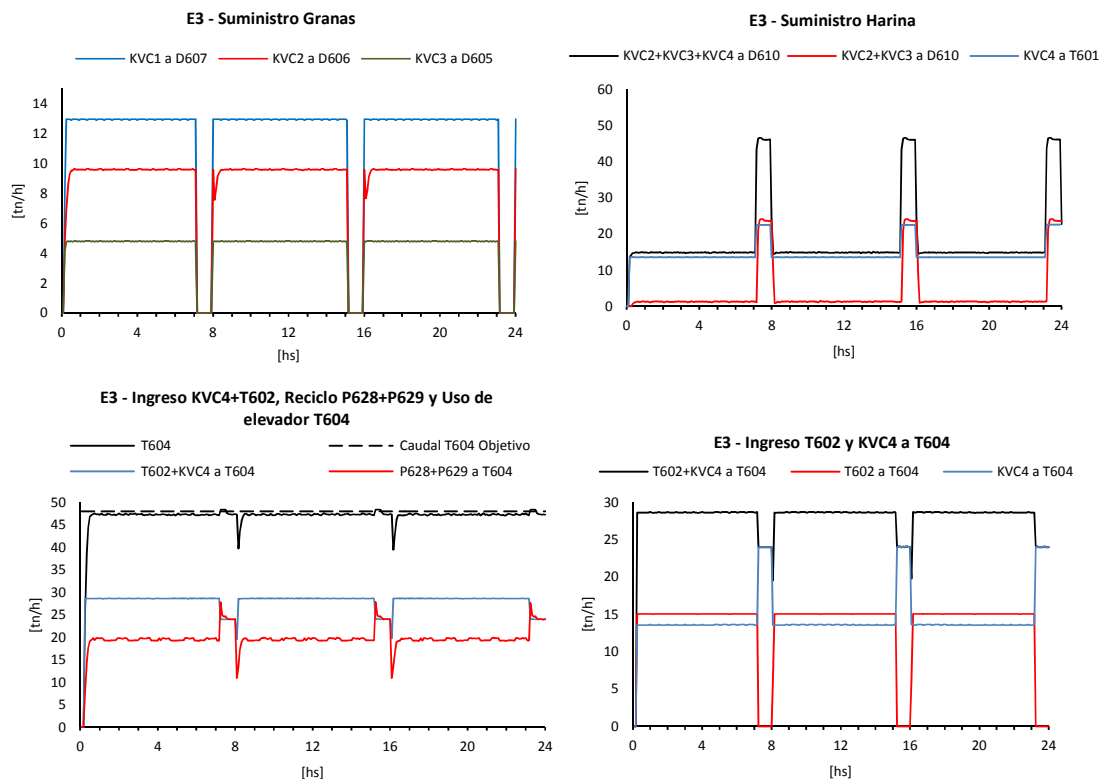 E3 - Suministro Granas
KVC1 a D607 KVC2 a D606 KVC3 a D605
[tn/h]
14
12
10
8
6
4
2
0
0 4 8 12 16 20 24
[hs]
E3 - Suministro Harina
KVC2+KVC3+KVC4 a D610 KVC2+KVC3 a D610 KVC4 a T601
[tn/h]
60
50
40
30
20
10
0
0 4 8 12 16 20 24
[hs]
E3 - Ingreso KVC4+T602, Reciclo P628+P629 y Uso de
elevador T604
T604 Caudal T604 Objetivo
T602+KVC4 a T604 P628+P629 a T604
[tn/h]
50
45
40
35
30
25
20
15
10
5
0
0 4 8 12 16 20 24
[hs]
E3 - Ingreso T602 y KVC4 a T604
T602+KVC4 a T604 T602 a T604 KVC4 a T604
[tn/h]
30
25
20
15
10
5
0
0 4 8 12 16 20 24
[hs]